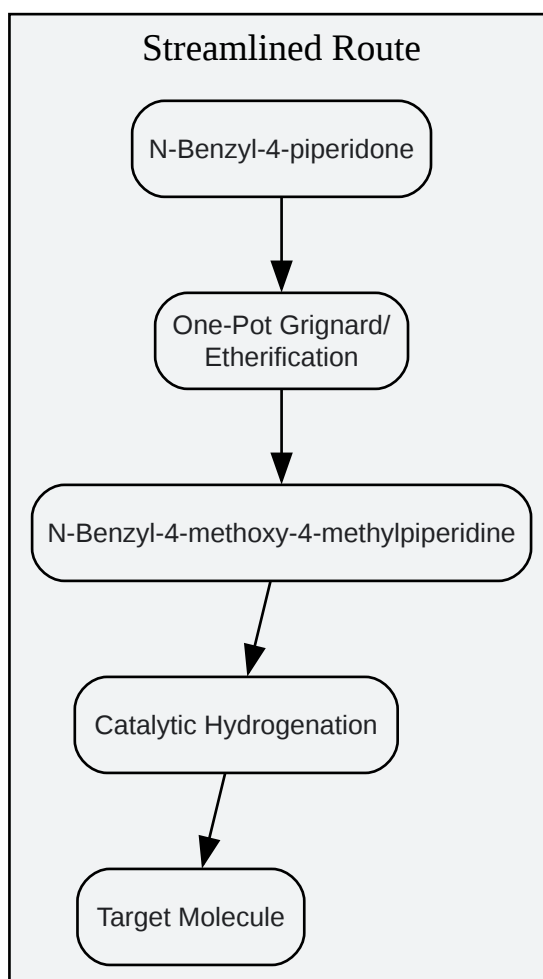 Streamlined Route
N-Benzyl-4-piperidone
One-Pot Grignard/
Etherification
N-Benzyl-4-methoxy-4-methylpiperidine
Catalytic Hydrogenation
Target Molecule